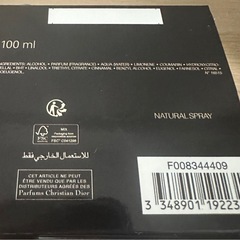 100 ml
INGREDIENTS: ALCOHOL • PARFUM (FRAGRANCE) • AQUA (WATER) • LIMONENE • COUMARIN • HYDROXYCITRO-
NELLAL • BHT • LINALOOL • TRIETHYL CITRATE • CINNAMAL • BENZYL ALCOHOL • EUGENOL • FARNESOL • CITRAL •
ISOEUGENOL.
NATURAL SPRAY
FSC
MIX
للاستعمال الخارجي فقط
CET ARTICLE NE PEUT
ÊTRE VENDU QUE PAR LES
DISTRIBUTEURS AGRÉÉS DES
Parfums Christian Dior
F008344409
3 348901 19223